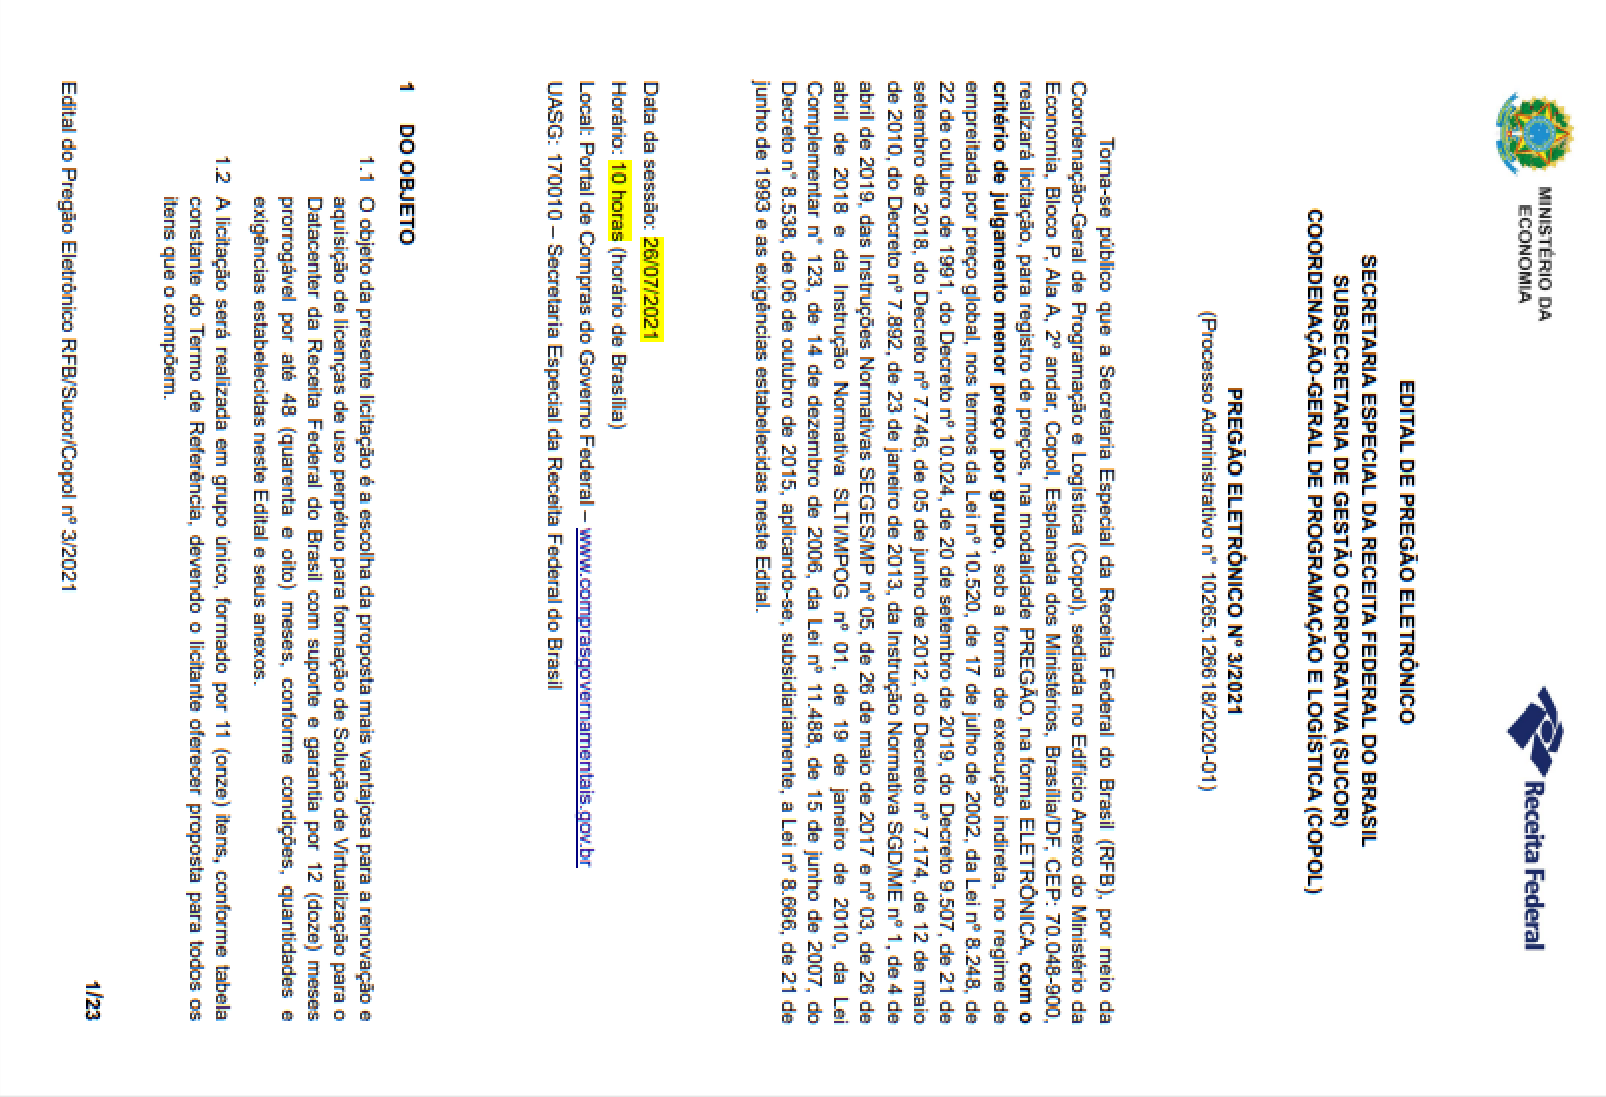 MINISTÉRIO DA
ECONOMIA
Receita Federal
EDITAL DE PREGÃO ELETRÔNICO
SECRETARIA ESPECIAL DA RECEITA FEDERAL DO BRASIL
SUBSECRETARIA DE GESTÃO CORPORATIVA (SUCOR)
COORDENAÇÃO-GERAL DE PROGRAMAÇÃO E LOGÍSTICA (COPOL)
PREGÃO ELETRÔNICO Nº 3/2021
(Processo Administrativo n° 10265.126618/2020-01)
Torna-se público que a Secretaria Especial da Receita Federal do Brasil (RFB), por meio da
Coordenação-Geral de Programação e Logística (Copol), sediada no Edifício Anexo do Ministério da
Economia, Bloco P, Ala A, 2º andar, Copol, Esplanada dos Ministérios, Brasília/DF, CEP: 70.048-900,
realizará licitação, para registro de preços, na modalidade PREGÃO, na forma ELETRÔNICA, com o
critério de julgamento menor preço por grupo, sob a forma de execução indireta, no regime de
empreitada por preço global, nos termos da Lei nº 10.520, de 17 de julho de 2002, da Lei nº 8.248, de
22 de outubro de 1991, do Decreto nº 10.024, de 20 de setembro de 2019, do Decreto 9.507, de 21 de
setembro de 2018, do Decreto nº 7.746, de 05 de junho de 2012, do Decreto nº 7.174, de 12 de maio
de 2010, do Decreto nº 7.892, de 23 de janeiro de 2013, da Instrução Normativa SGD/ME nº 1, de 4 de
abril de 2019, das Instruções Normativas SEGES/MP nº 05, de 26 de maio de 2017 e nº 03, de 26 de
abril de 2018 e da Instrução Normativa SLTI/MPOG nº 01, de 19 de janeiro de 2010, da Lei
Complementar n° 123, de 14 de dezembro de 2006, da Lei nº 11.488, de 15 de junho de 2007, do
Decreto n° 8.538, de 06 de outubro de 2015, aplicando-se, subsidiariamente, a Lei nº 8.666, de 21 de
junho de 1993 e as exigências estabelecidas neste Edital.
Data da sessão: 26/07/2021
Horário: 10 horas (horário de Brasília)
Local: Portal de Compras do Governo Federal – www.comprasgovernamentais.gov.br
UASG: 170010 – Secretaria Especial da Receita Federal do Brasil
1 DO OBJETO
1.1 O objeto da presente licitação é a escolha da proposta mais vantajosa para a renovação e
aquisição de licenças de uso perpétuo para formação de Solução de Virtualização para o
Datacenter da Receita Federal do Brasil com suporte e garantia por 12 (doze) meses
prorrogável por até 48 (quarenta e oito) meses, conforme condições, quantidades e
exigências estabelecidas neste Edital e seus anexos.
1.2 A licitação será realizada em grupo único, formado por 11 (onze) itens, conforme tabela
constante do Termo de Referência, devendo o licitante oferecer proposta para todos os
itens que o compõem.
1/23
Edital do Pregão Eletrônico RFB/Sucor/Copol nº 3/2021